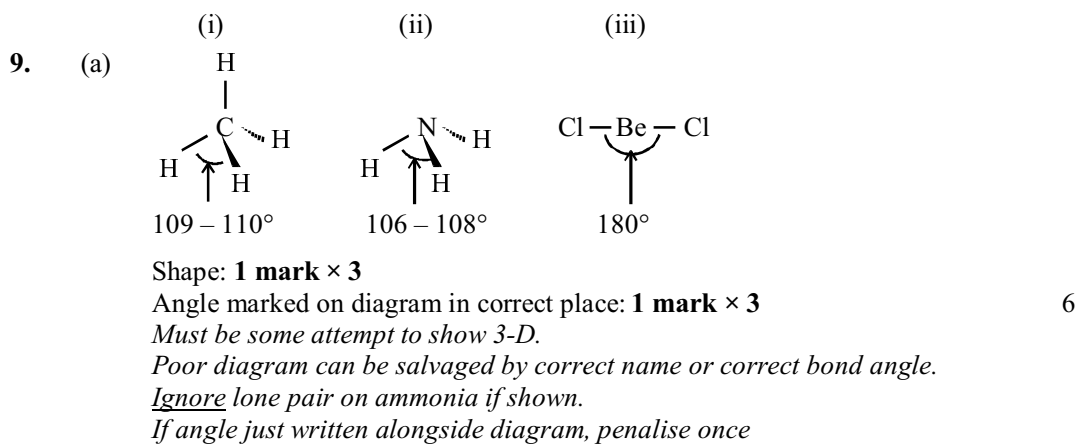 (i) (ii) (iii)
9. (a)
H
C H
H H
N H
H H
Cl Be Cl
109 – 110° 106 – 108° 180°
Shape: 1 mark × 3
Angle marked on diagram in correct place: 1 mark × 3 6
Must be some attempt to show 3-D.
Poor diagram can be salvaged by correct name or correct bond angle.
Ignore lone pair on ammonia if shown.
If angle just written alongside diagram, penalise once